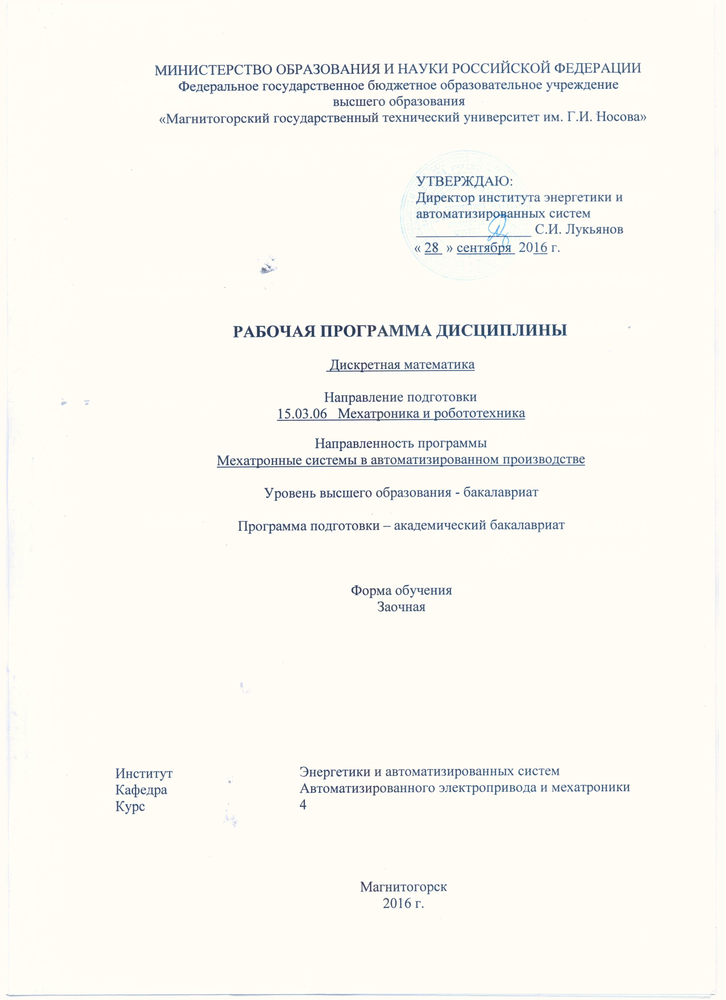 МИНИСТЕРСТВО ОБРАЗОВАНИЯ И НАУКИ РОССИЙСКОЙ ФЕДЕРАЦИИ
Федеральное государственное бюджетное образовательное учреждение
высшего образования
«Магнитогорский государственный технический университет им. Г.И. Носова»
УТВЕРЖДАЮ:
Директор института энергетики и
автоматизированных систем
С.И. Лукьянов
« 28 » сентября 2016 г.
РАБОЧАЯ ПРОГРАММА ДИСЦИПЛИНЫ
Дискретная математика
Направление подготовки
15.03.06 Мехатроника и робототехника
Направленность программы
Мехатронные системы в автоматизированном производстве
Уровень высшего образования - бакалавриат
Программа подготовки – академический бакалавриат
Форма обучения
Заочная
Институт Энергетики и автоматизированных систем
Кафедра Автоматизированного электропривода и мехатроники
Курс 4
Магнитогорск
2016 г.